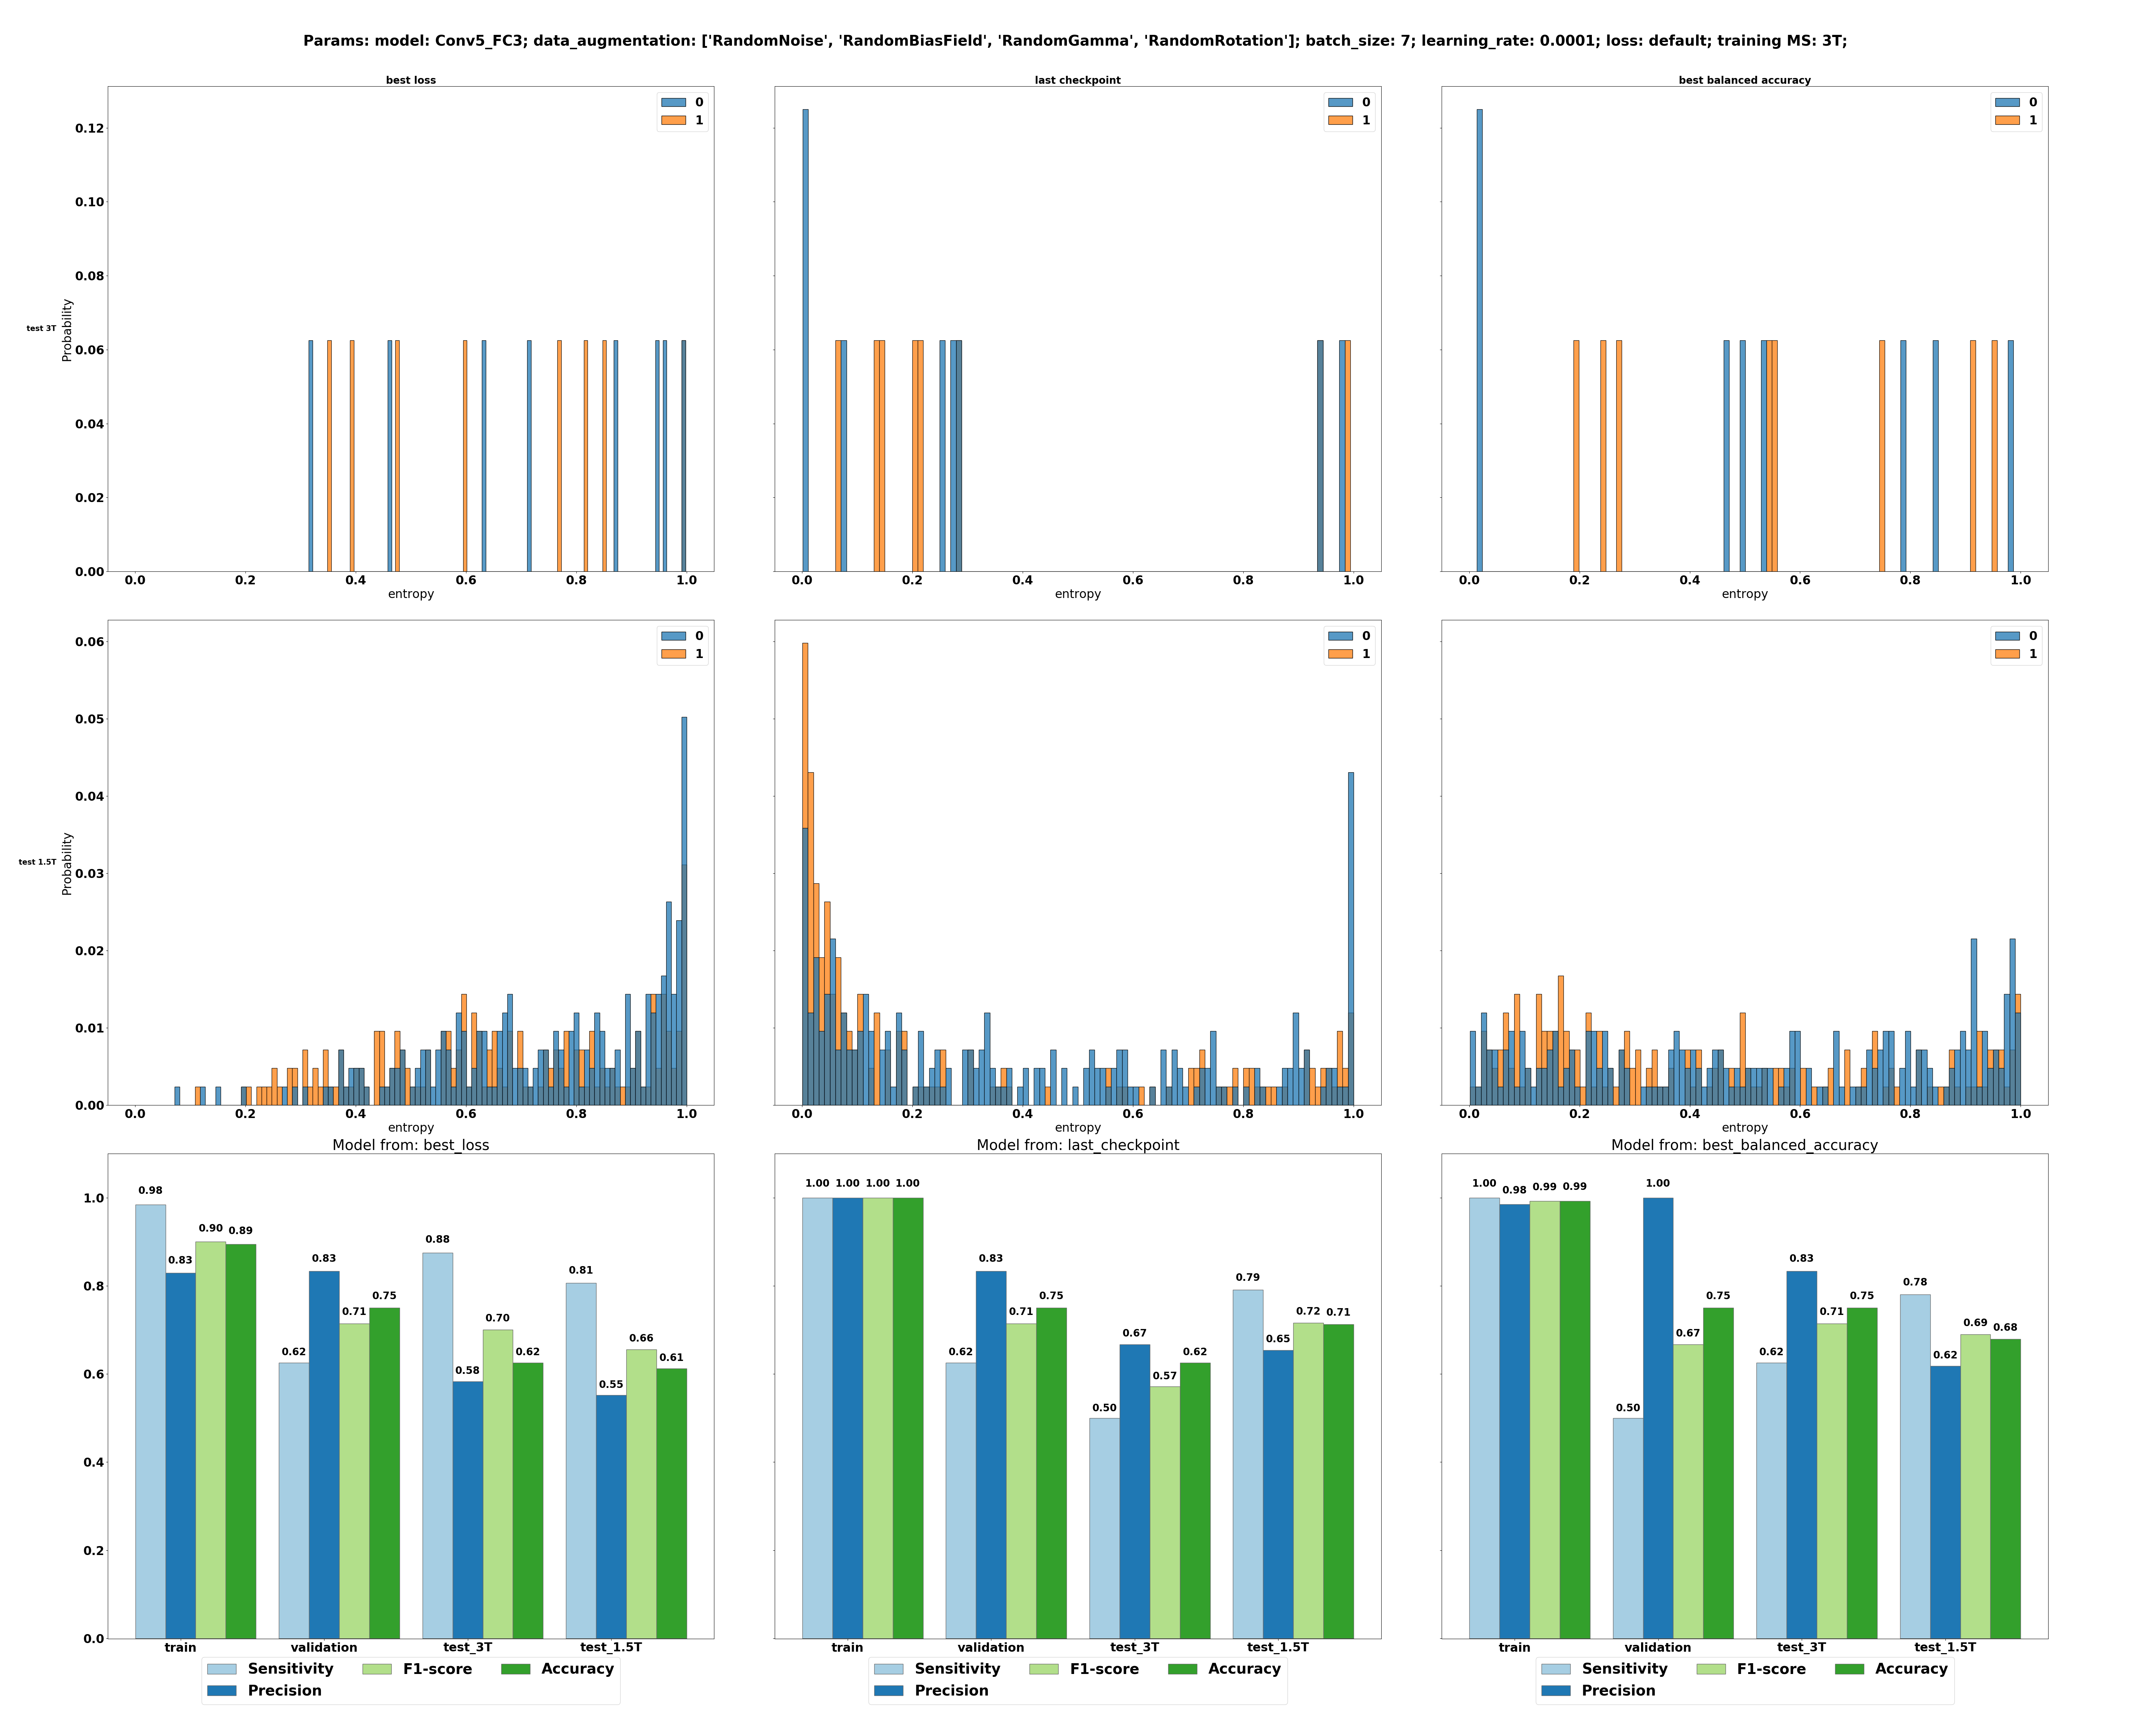 Params: model: Conv5_FC3; data_augmentation: ['RandomNoise', 'RandomBiasField', 'RandomGamma', 'RandomRotation']; batch_size: 7; learning_rate: 0.0001; loss: default; training MS: 3T;
best loss
last checkpoint
best balanced accuracy
test 3T
Probability
0.12
0.10
0.08
0.06
0.04
0.02
0.00
0
1
0
1
0
1
0.0 0.2 0.4 0.6 0.8 1.0
entropy
0.0 0.2 0.4 0.6 0.8 1.0
entropy
0.0 0.2 0.4 0.6 0.8 1.0
entropy
test 1.5T
Probability
0.06
0.05
0.04
0.03
0.02
0.01
0.00
0
1
0
1
0
1
0.0 0.2 0.4 0.6 0.8 1.0
entropy
0.0 0.2 0.4 0.6 0.8 1.0
entropy
0.0 0.2 0.4 0.6 0.8 1.0
entropy
Model from: best_loss
1.0
0.8
0.6
0.4
0.2
0.0
0.98 0.83 0.90 0.89
0.62 0.83 0.71 0.75
0.88 0.58 0.70 0.62
0.81 0.55 0.66 0.61
train validation test_3T test_1.5T
Sensitivity F1-score Accuracy
Precision
Model from: last_checkpoint
1.00 1.00 1.00 1.00
0.62 0.83 0.71 0.75
0.50 0.67 0.57 0.62
0.79 0.65 0.72 0.71
train validation test_3T test_1.5T
Sensitivity F1-score Accuracy
Precision
Model from: best_balanced_accuracy
1.00 0.98 0.99 0.99
0.50 1.00 0.67 0.75
0.62 0.83 0.71 0.75
0.78 0.62 0.69 0.68
train validation test_3T test_1.5T
Sensitivity F1-score Accuracy
Precision